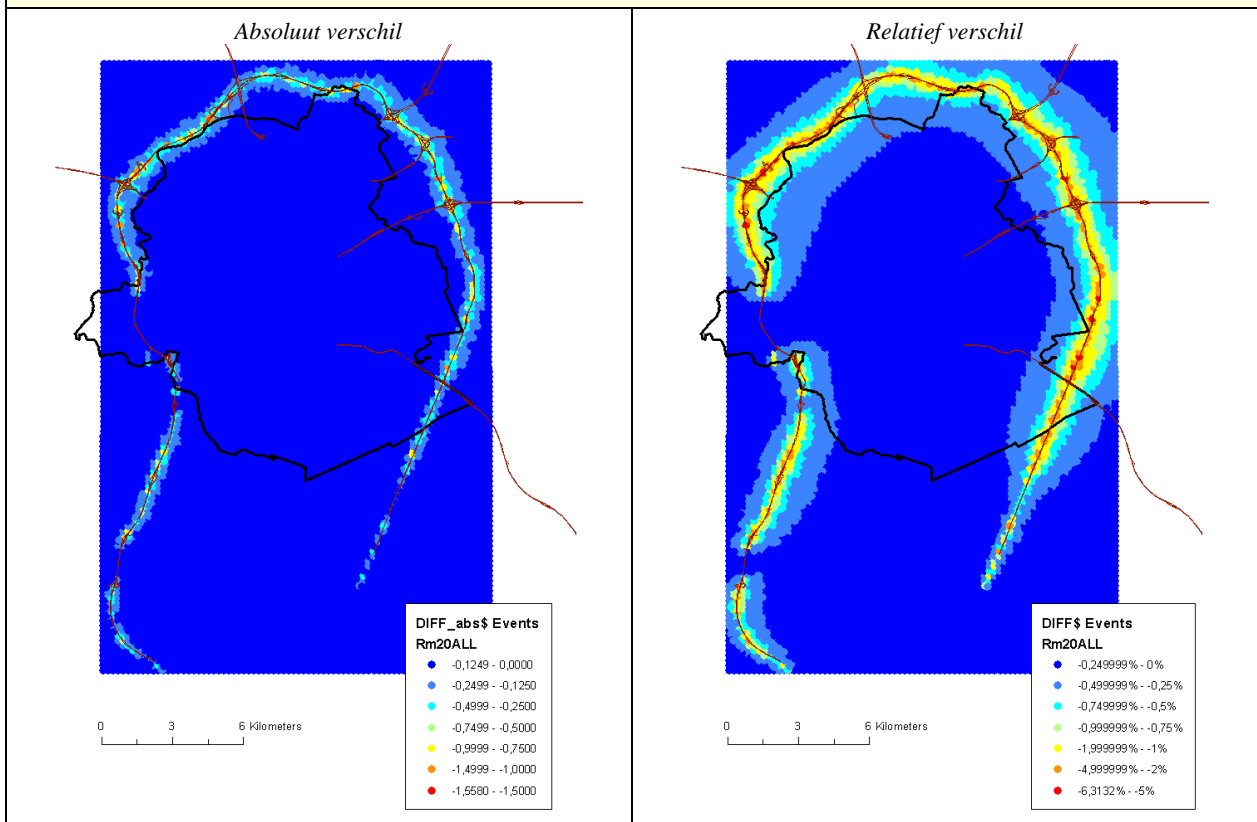 Absoluut verschil
DIFF_abs$ Events
Rm20ALL
-0,1249 - 0,0000
-0,2499 - -0,1250
-0,4999 - -0,2500
-0,7499 - -0,5000
-0,9999 - -0,7500
-1,4999 - -1,0000
-1,5580 - -1,5000
0 3 6 Kilometers
Relatief verschil
DIFF$ Events
Rm20ALL
-0,249999% - 0%
-0,499999% - -0,25%
-0,749999% - -0,5%
-0,999999% - -0,75%
-1,999999% - -1%
-4,999999% - -2%
-6,3132% - -5%
0 3 6 Kilometers